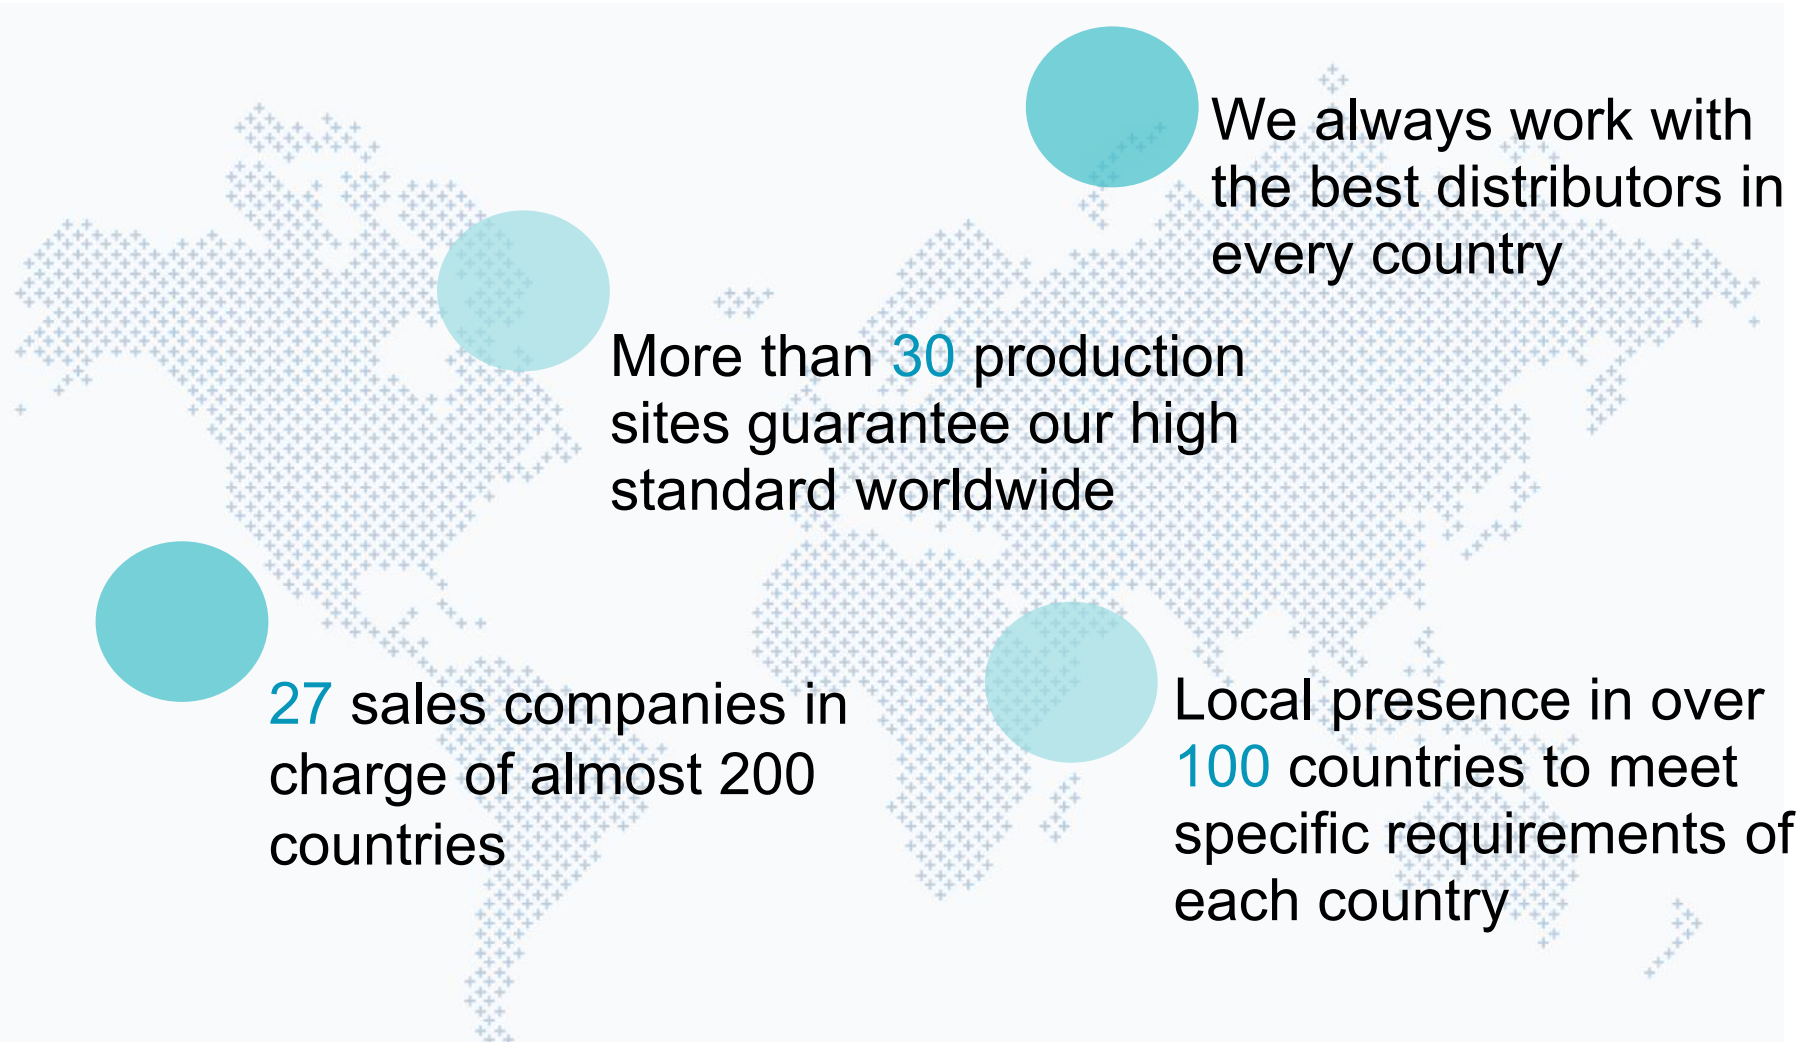 We always work with
the best distributors in
every country
More than 30 production
sites guarantee our high
standard worldwide
27 sales companies in
charge of almost 200
countries
Local presence in over
100 countries to meet
specific requirements of
each country